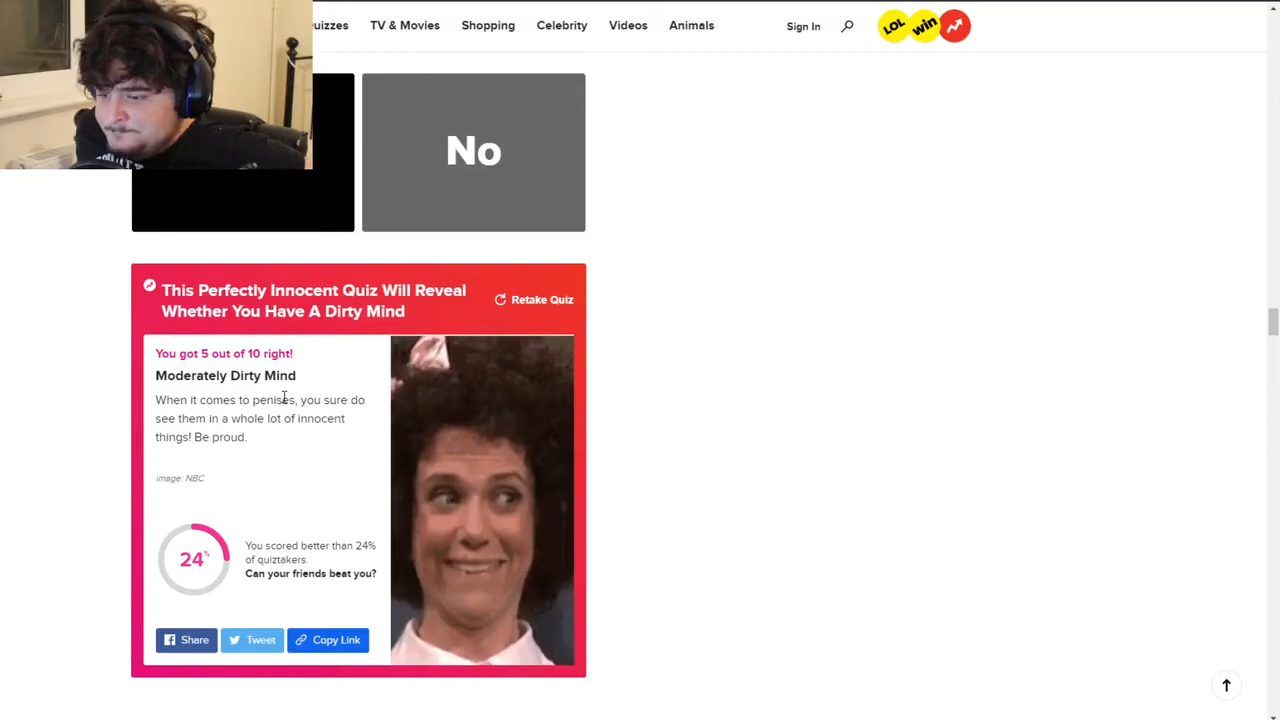 uizzes TV & Movies Shopping Celebrity Videos Animals Sign In LOL win
No
This Perfectly Innocent Quiz Will Reveal
Whether You Have A Dirty Mind
Retake Quiz
You got 5 out of 10 right!
Moderately Dirty Mind
When it comes to penises, you sure do
see them in a whole lot of innocent
things! Be proud.
image: NBC
24%
You scored better than 24%
of quiztakers.
Can your friends beat you?
Share Tweet Copy Link